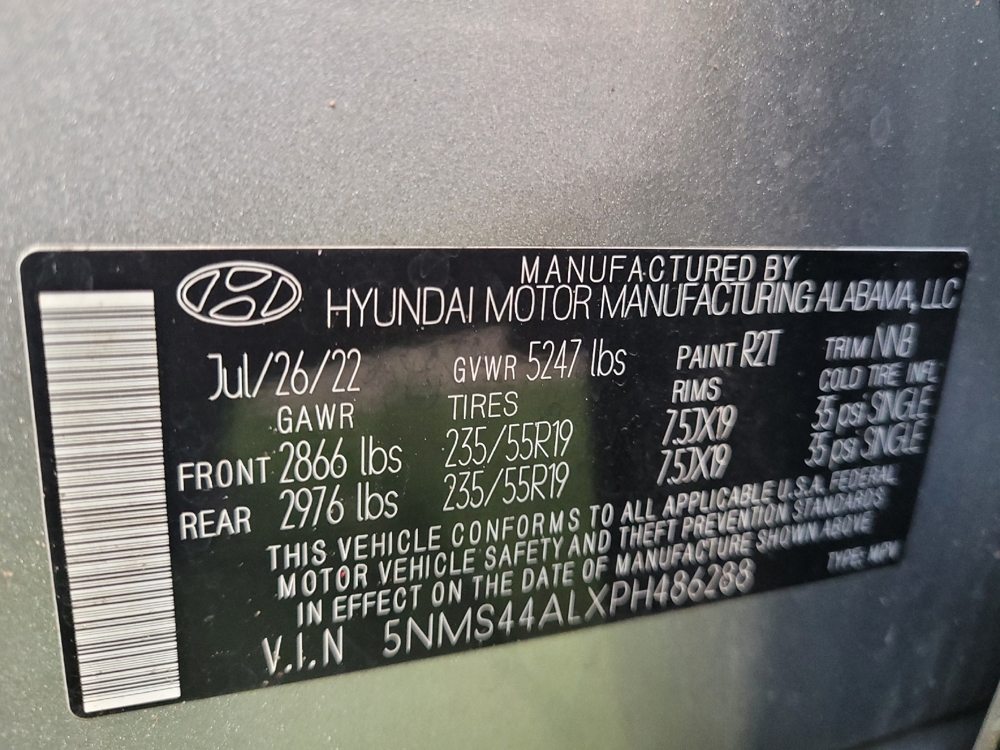 MANUFACTURED BY
HYUNDAI MOTOR MANUFACTURING ALABAMA, LLC
Jul/26/22 GVWR 5247 lbs PAINT R2T TRIM NNB
GAWR TIRES RIMS COLD TIRE INFL
FRONT 2866 lbs 235/55R19 7.5JX19 35 psi SINGLE
REAR 2976 lbs 235/55R19 7.5JX19 35 psi SINGLE
THIS VEHICLE CONFORMS TO ALL APPLICABLE U.S.A. FEDERAL
MOTOR VEHICLE SAFETY AND THEFT PREVENTION STANDARDS
IN EFFECT ON THE DATE OF MANUFACTURE SHOWN ABOVE
V.I.N 5NMS44ALXPH486288 TYPE: MPV